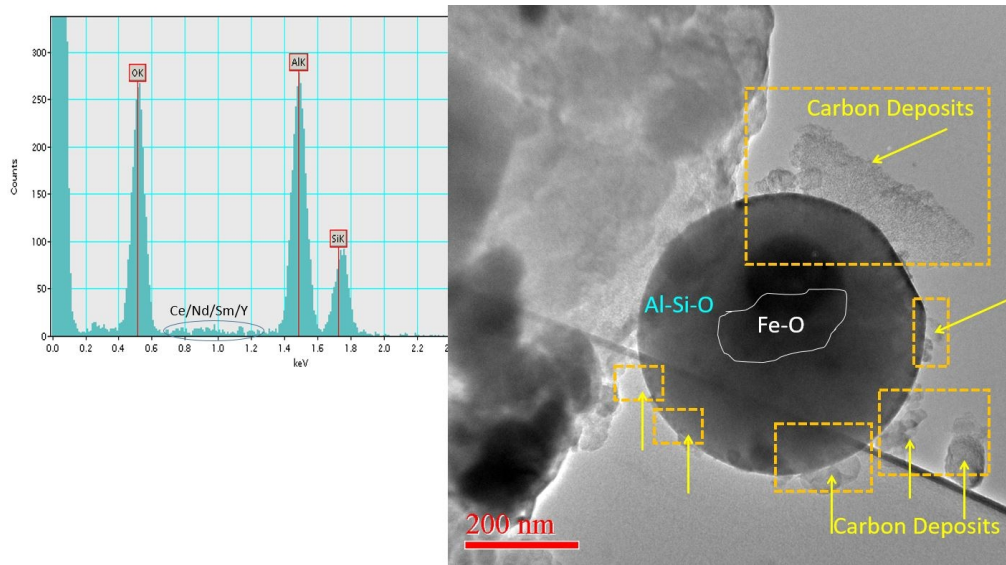 300
250
200
150
100
50
0
Counts
OK
AlK
SiK
Ce/Nd/Sm/Y
0.0 0.2 0.4 0.6 0.8 1.0 1.2 1.4 1.6 1.8 2.0 2.2 2.
keV
Carbon Deposits
Al-Si-O
Fe-O
Carbon Deposits
200 nm